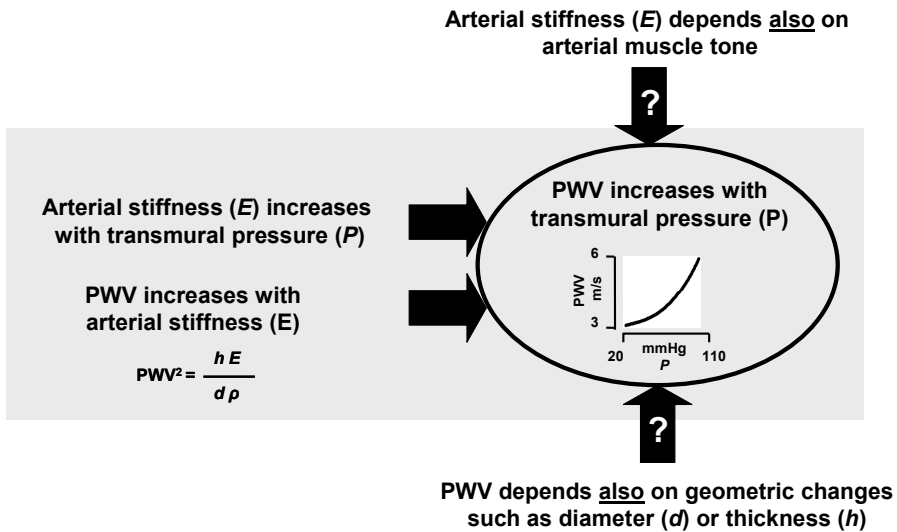 Arterial stiffness (E) depends also on
arterial muscle tone
?
Arterial stiffness (E) increases
with transmural pressure (P)
PWV increases with
arterial stiffness (E)
PWV² = h E
d ρ
PWV increases with
transmural pressure (P)
6
PWV
m/s
3
20 mmHg 110
P
?
PWV depends also on geometric changes
such as diameter (d) or thickness (h)